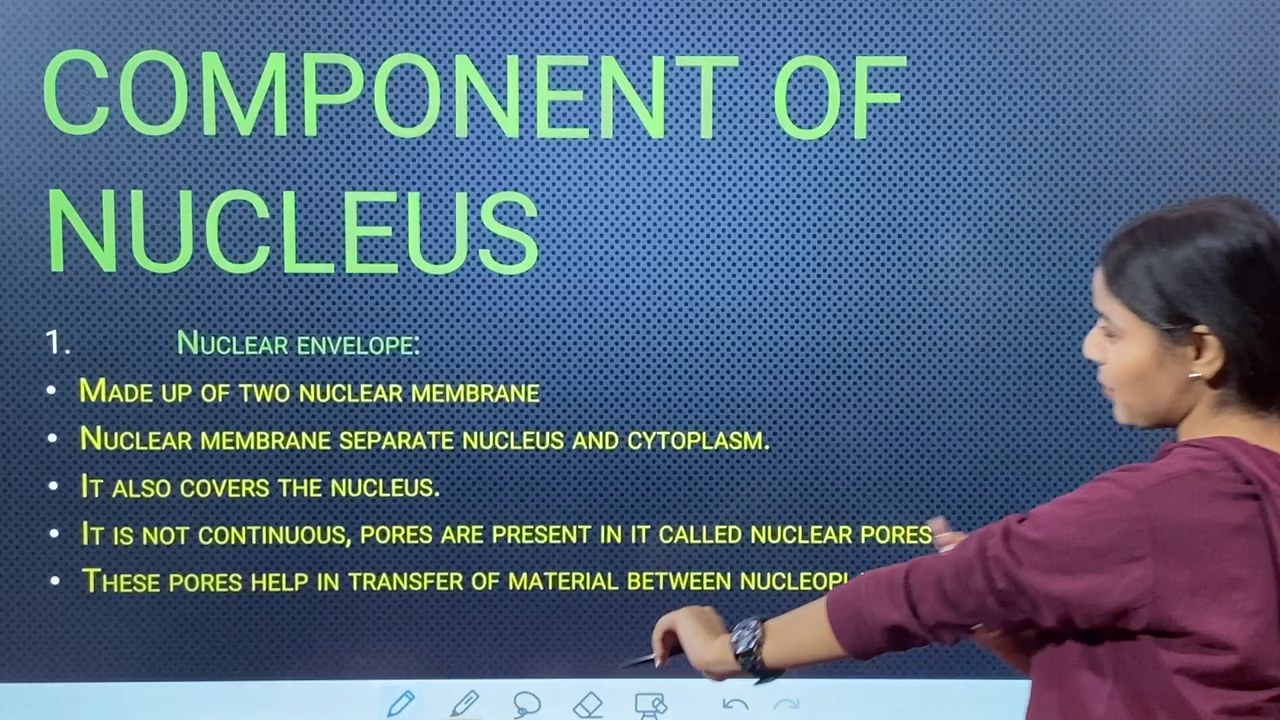 COMPONENT OF
NUCLEUS
1. NUCLEAR ENVELOPE:
• MADE UP OF TWO NUCLEAR MEMBRANE
• NUCLEAR MEMBRANE SEPARATE NUCLEUS AND CYTOPLASM.
• IT ALSO COVERS THE NUCLEUS.
• IT IS NOT CONTINUOUS, PORES ARE PRESENT IN IT CALLED NUCLEAR PORES
• THESE PORES HELP IN TRANSFER OF MATERIAL BETWEEN